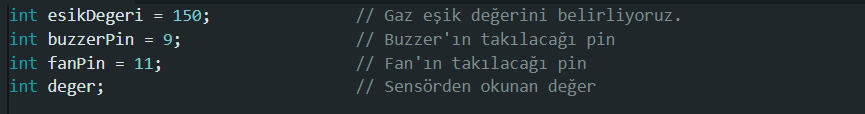 int esikDegeri = 150; // Gaz eşik değerini belirliyoruz.
int buzzerPin = 9; // Buzzer'ın takılacağı pin
int fanPin = 11; // Fan'ın takılacağı pin
int deger; // Sensörden okunan değer